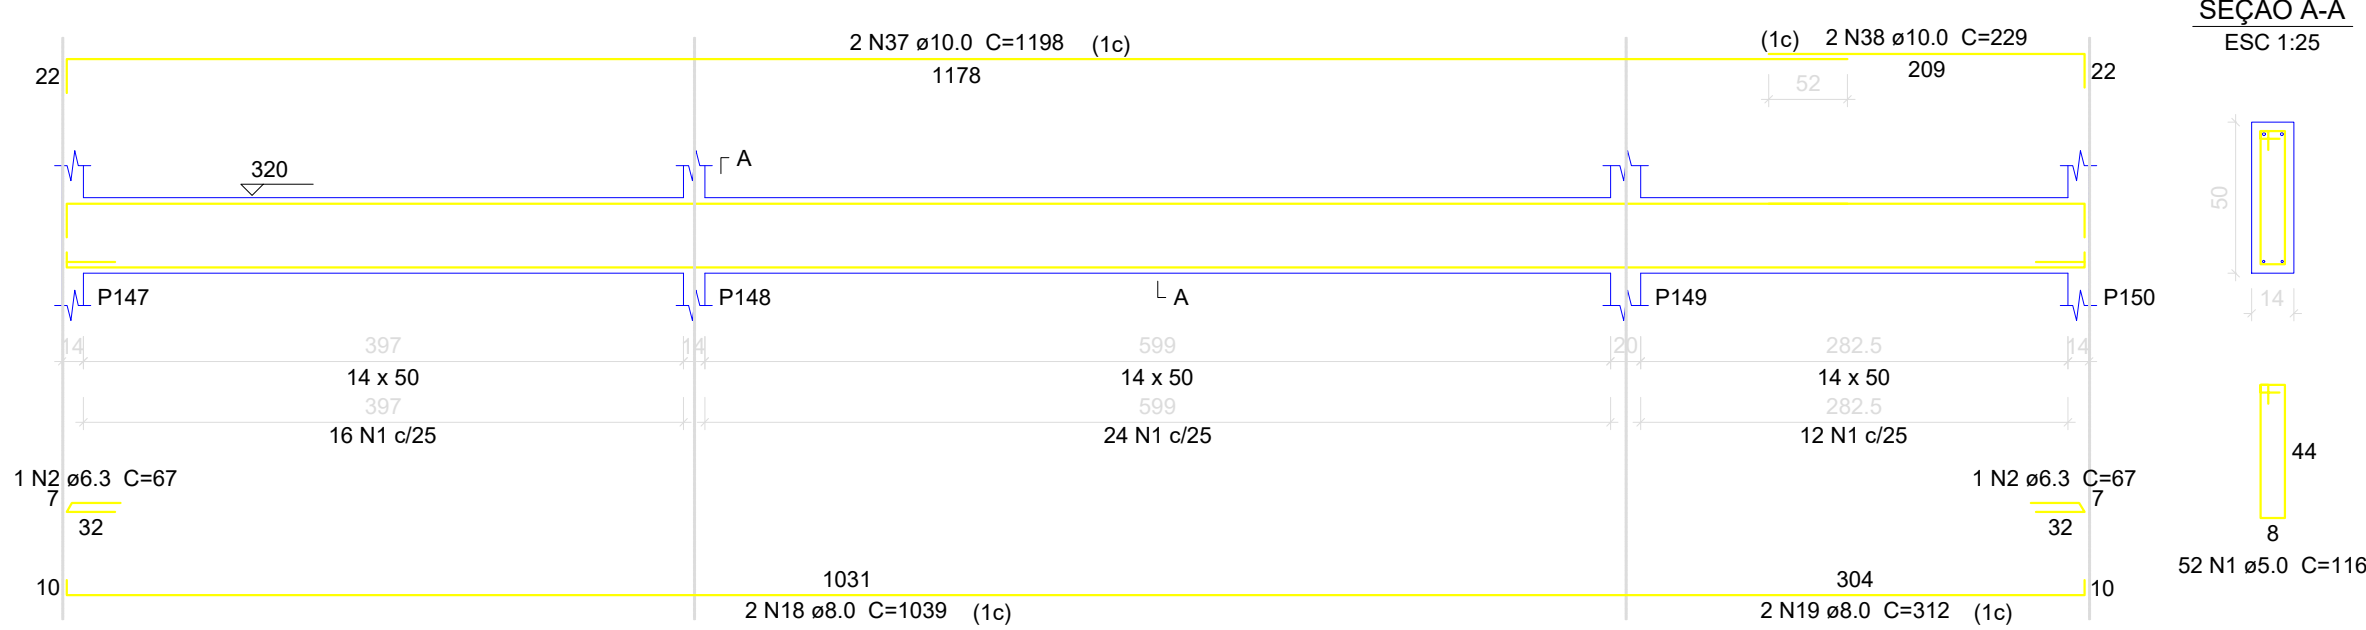 SEÇÃO A-A
ESC 1:25
2 N37 ø10.0 C=1198 (1c)
1178
(1c) 2 N38 ø10.0 C=229
209
22
22
52
A
320
50
14
P147
P148
A
P149
P150
14 397 14 599 20 282.5 14
14 x 50 14 x 50 14 x 50
397 599 282.5
16 N1 c/25 24 N1 c/25 12 N1 c/25
1 N2 ø6.3 C=67
7
32
1 N2 ø6.3 C=67
7
32
44
8
52 N1 ø5.0 C=116
10
1031
304
10
2 N18 ø8.0 C=1039 (1c)
2 N19 ø8.0 C=312 (1c)